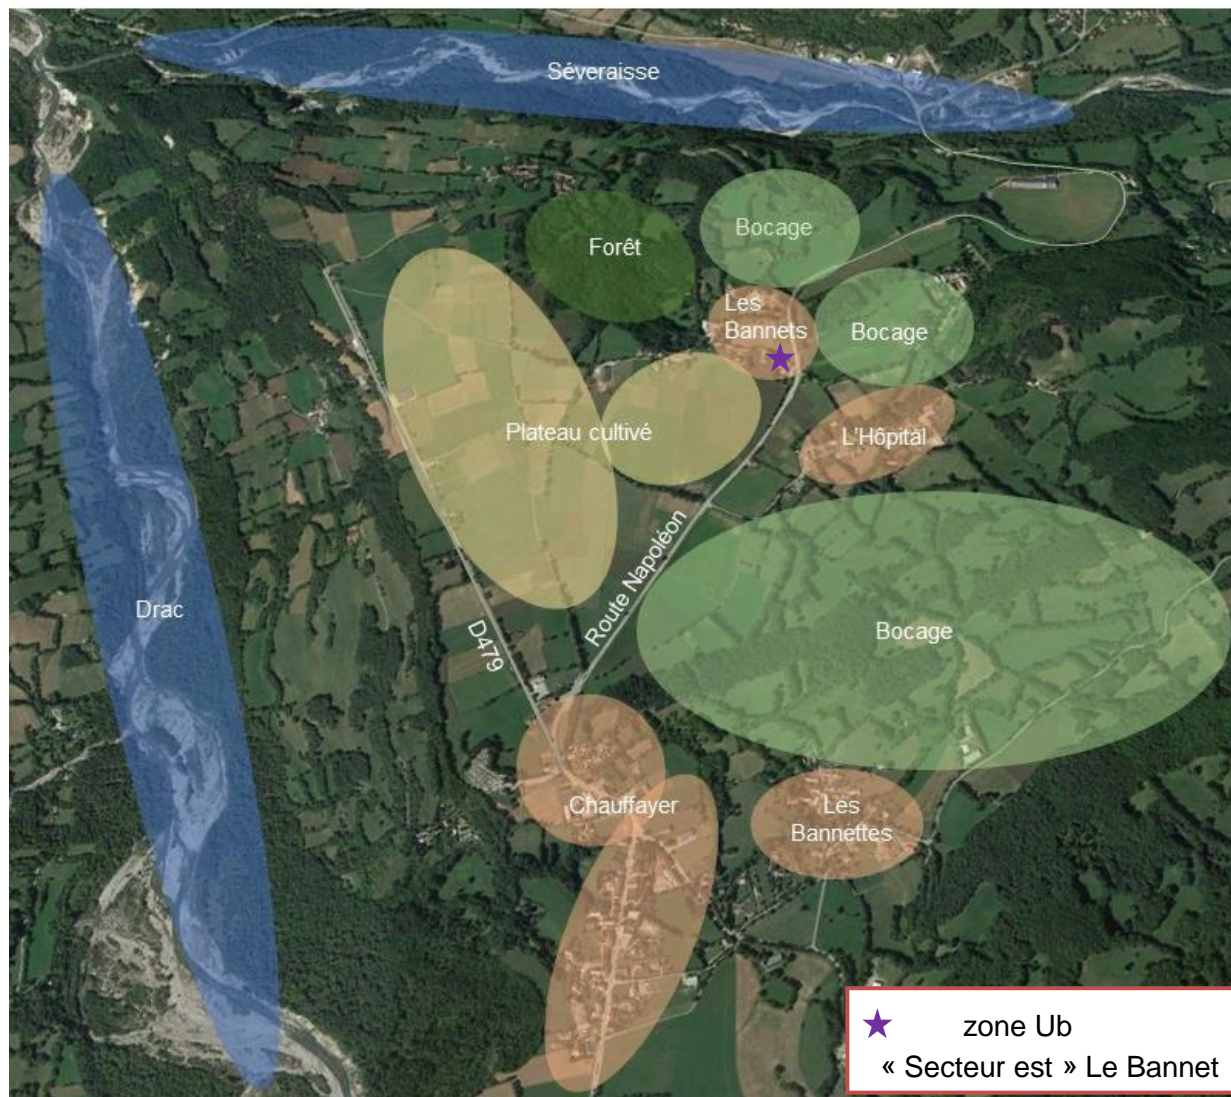 Séveraisse
Forêt
Bocage
Les
Bannets
Bocage
Plateau cultivé
L'Hôpital
Route Napoléon
Drac
D479
Bocage
Chauffayer
Les
Bannettes
zone Ub
« Secteur est » Le Bannet